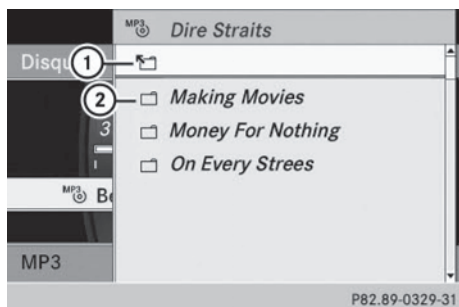 MP3 Dire Straits
Disqu
1
2 Making Movies
3 Money For Nothing
On Every Strees
MP3 Be
MP3
P82.89-0329-31